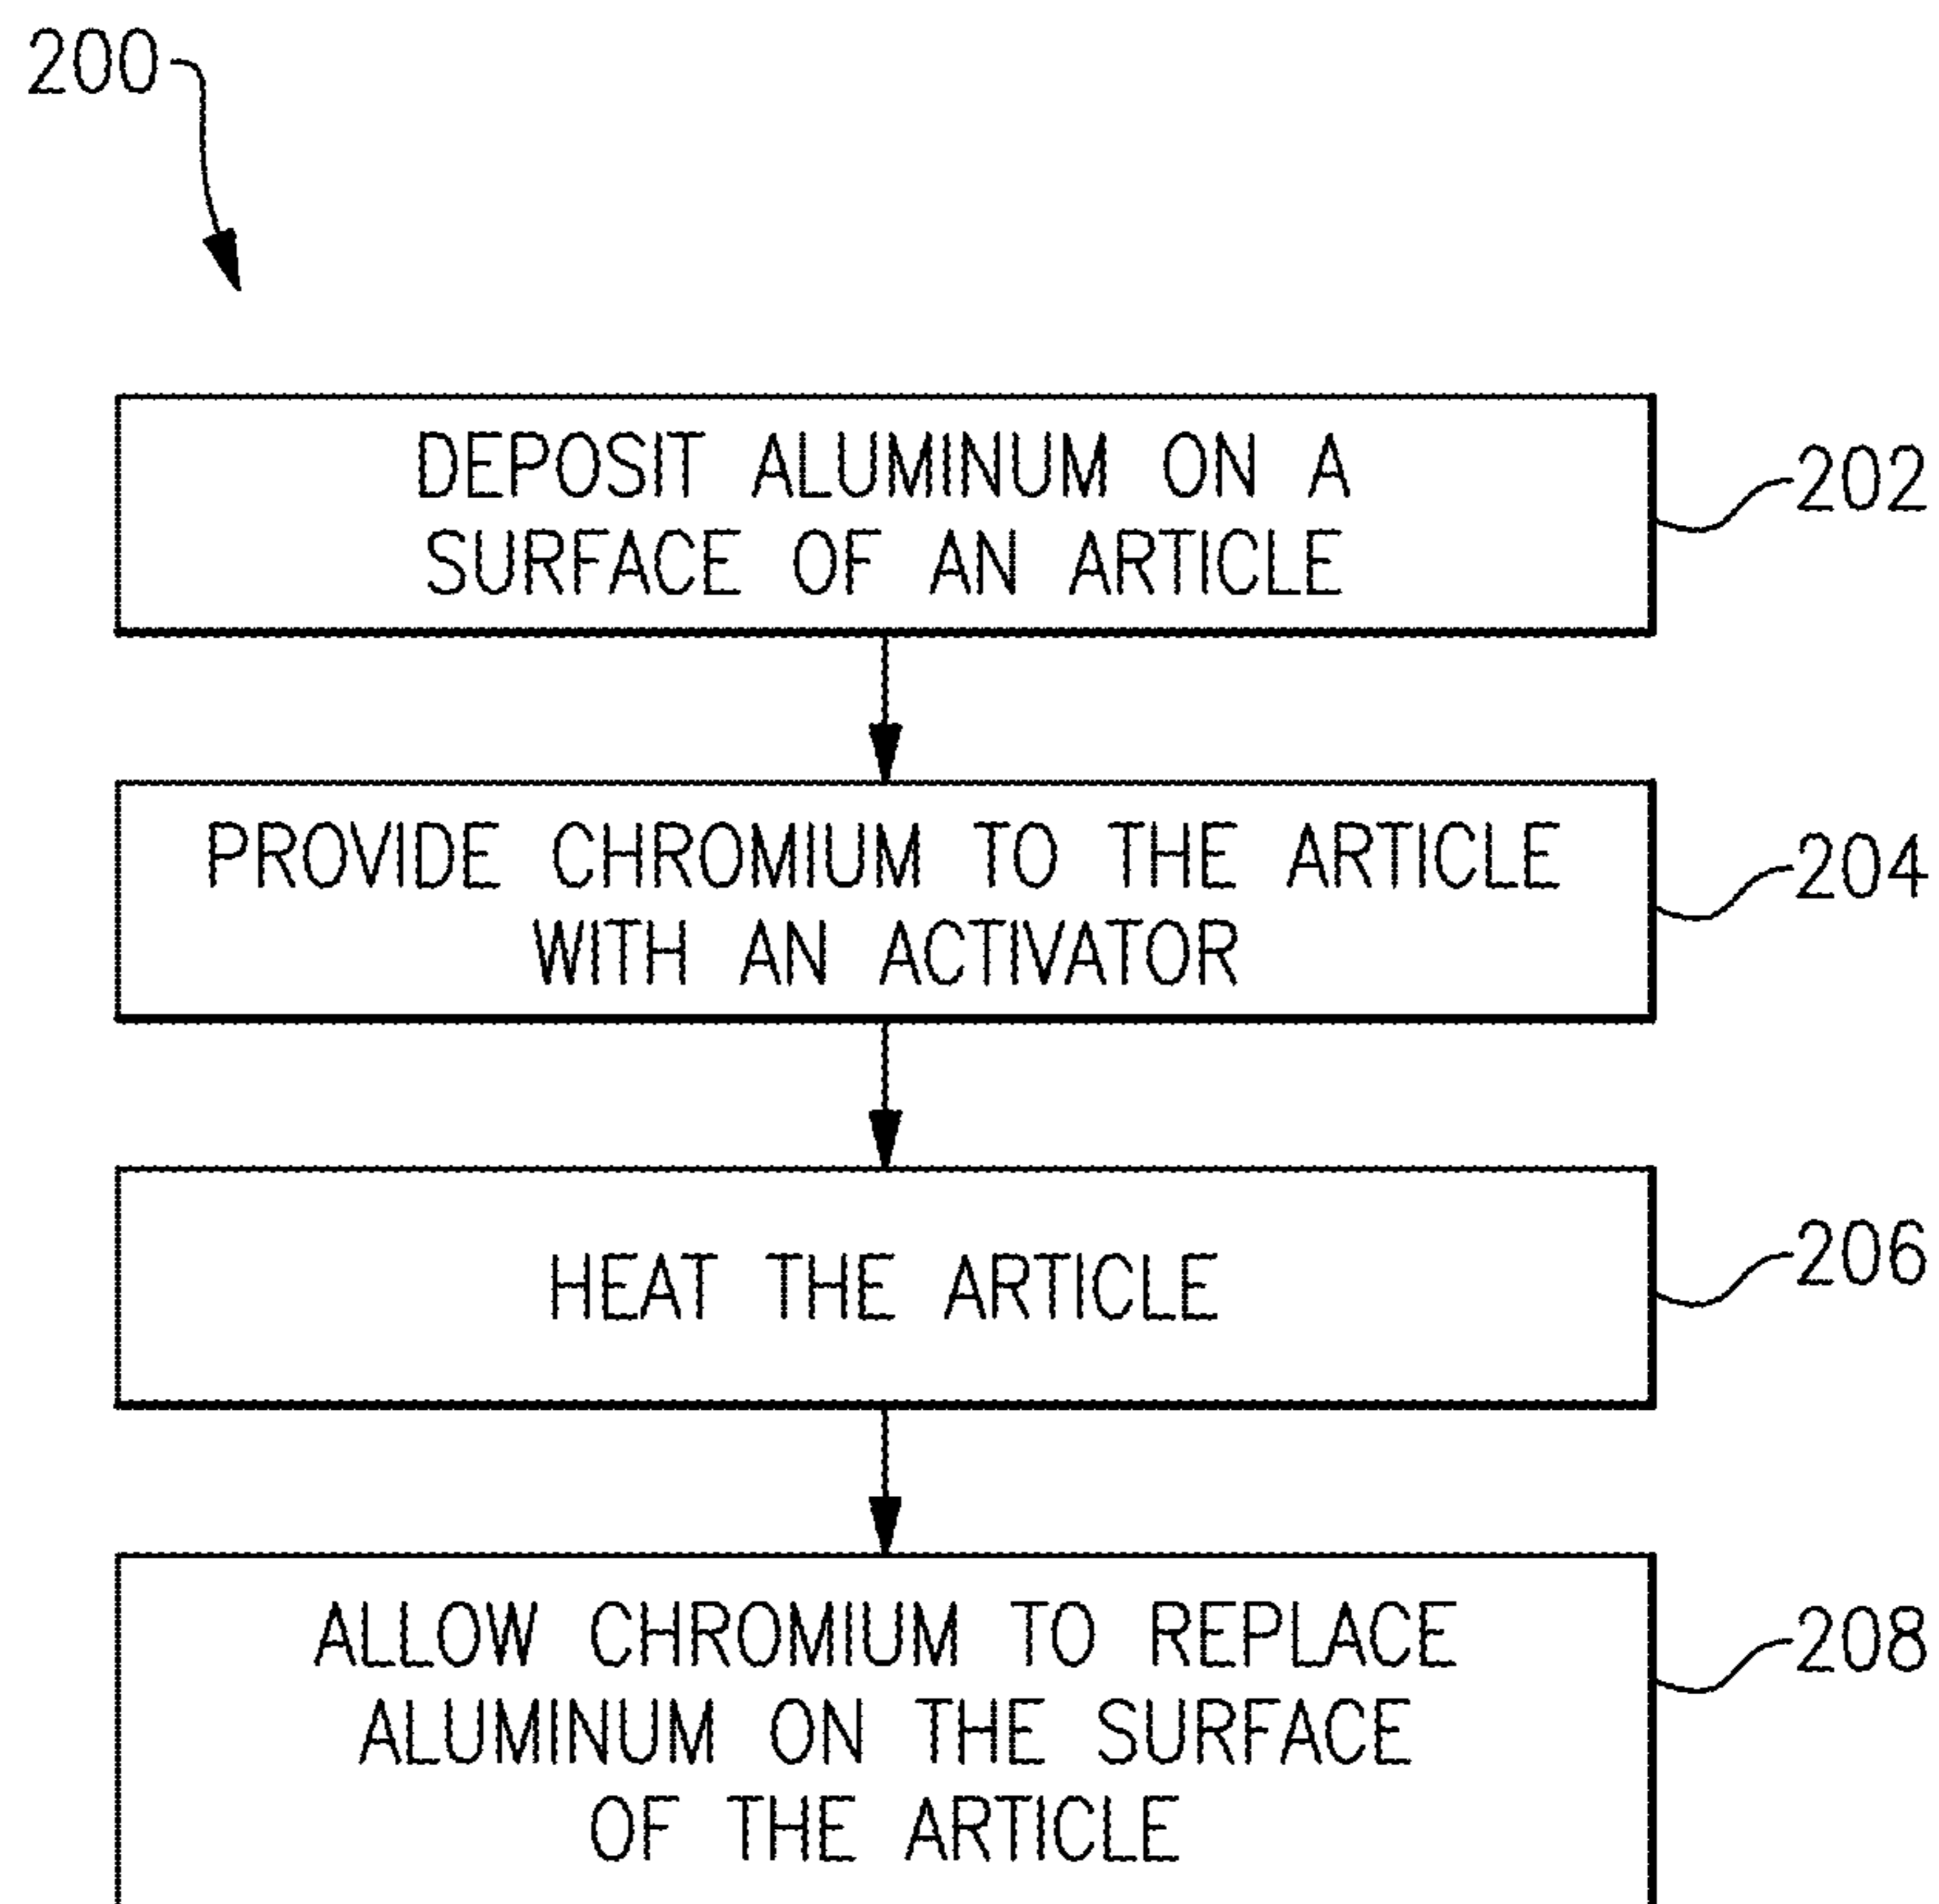 200
DEPOSIT ALUMINUM ON A
SURFACE OF AN ARTICLE
202
PROVIDE CHROMIUM TO THE ARTICLE
WITH AN ACTIVATOR
204
HEAT THE ARTICLE
206
ALLOW CHROMIUM TO REPLACE
ALUMINUM ON THE SURFACE
OF THE ARTICLE
208